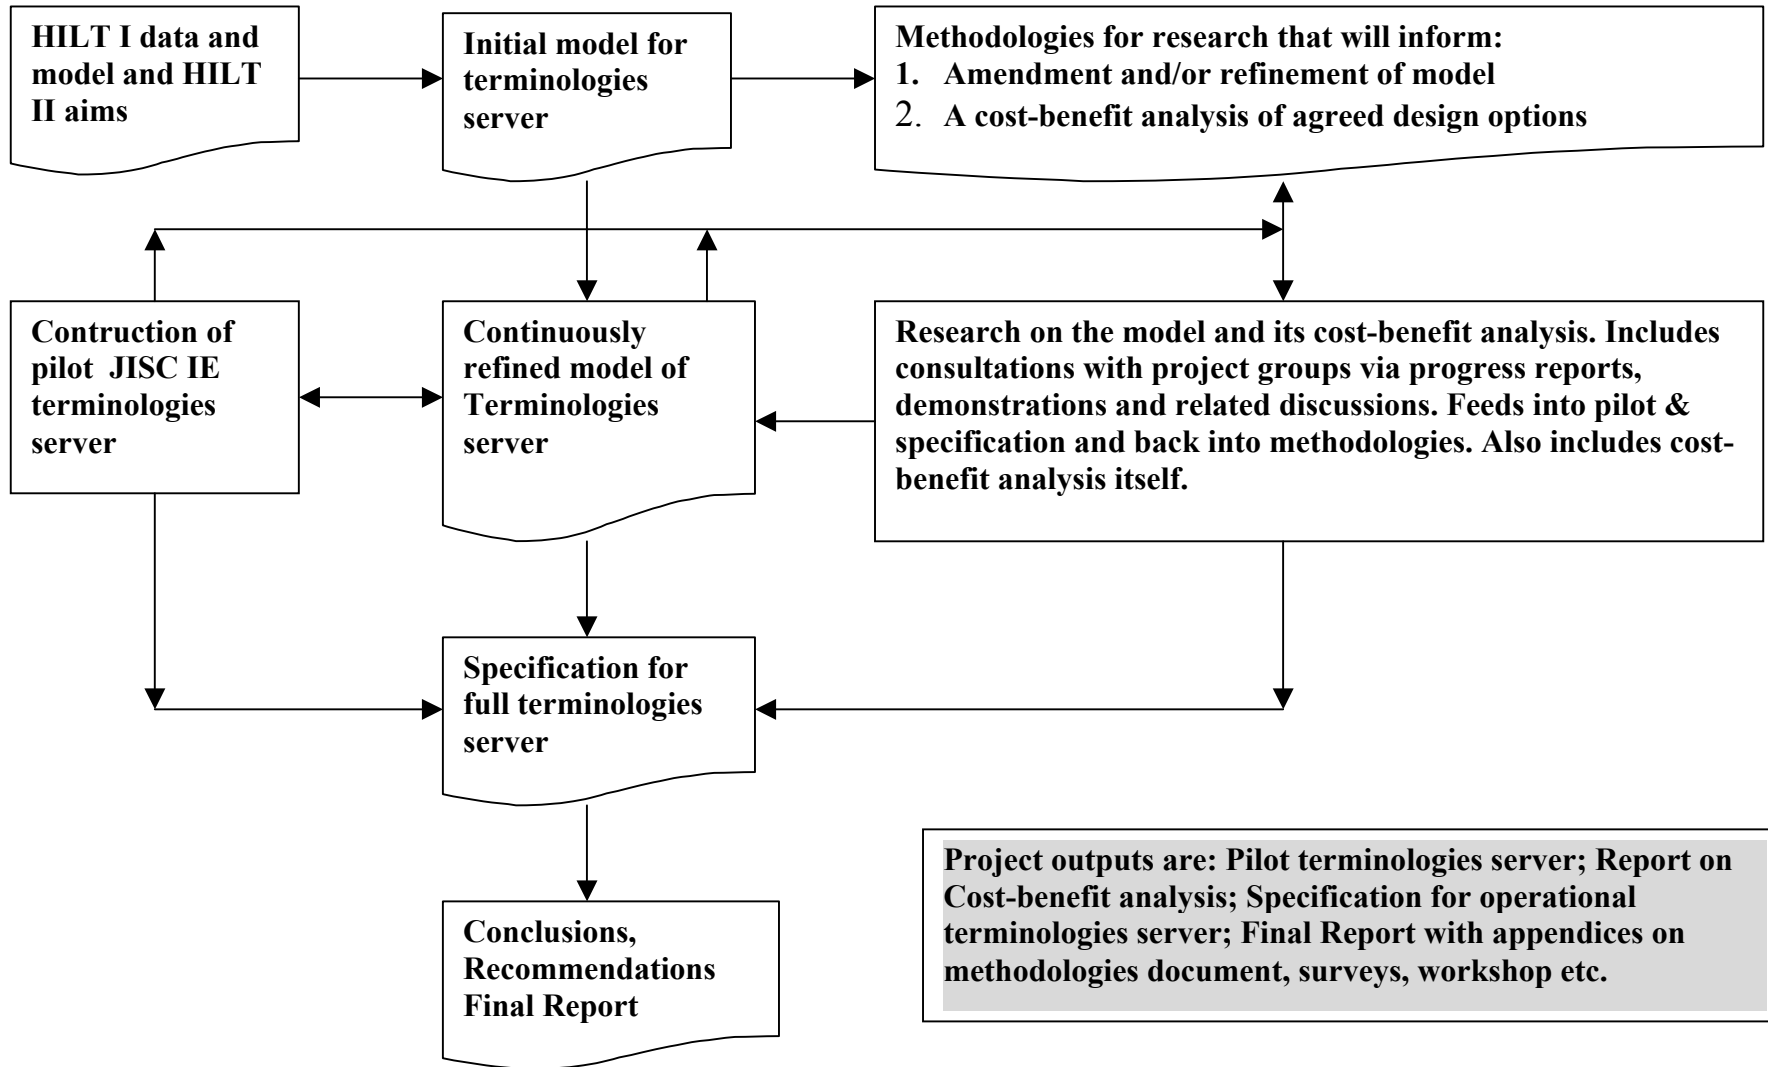 HILT I data and
model and HILT
II aims
Initial model for
terminologies
server
Methodologies for research that will inform:
1. Amendment and/or refinement of model
2. A cost-benefit analysis of agreed design options
Contruction of
pilot JISC IE
terminologies
server
Continuously
refined model of
Terminologies
server
Research on the model and its cost-benefit analysis. Includes
consultations with project groups via progress reports,
demonstrations and related discussions. Feeds into pilot &
specification and back into methodologies. Also includes cost-
benefit analysis itself.
Specification for
full terminologies
server
Project outputs are: Pilot terminologies server; Report on
Cost-benefit analysis; Specification for operational
terminologies server; Final Report with appendices on
methodologies document, surveys, workshop etc.
Conclusions,
Recommendations
Final Report